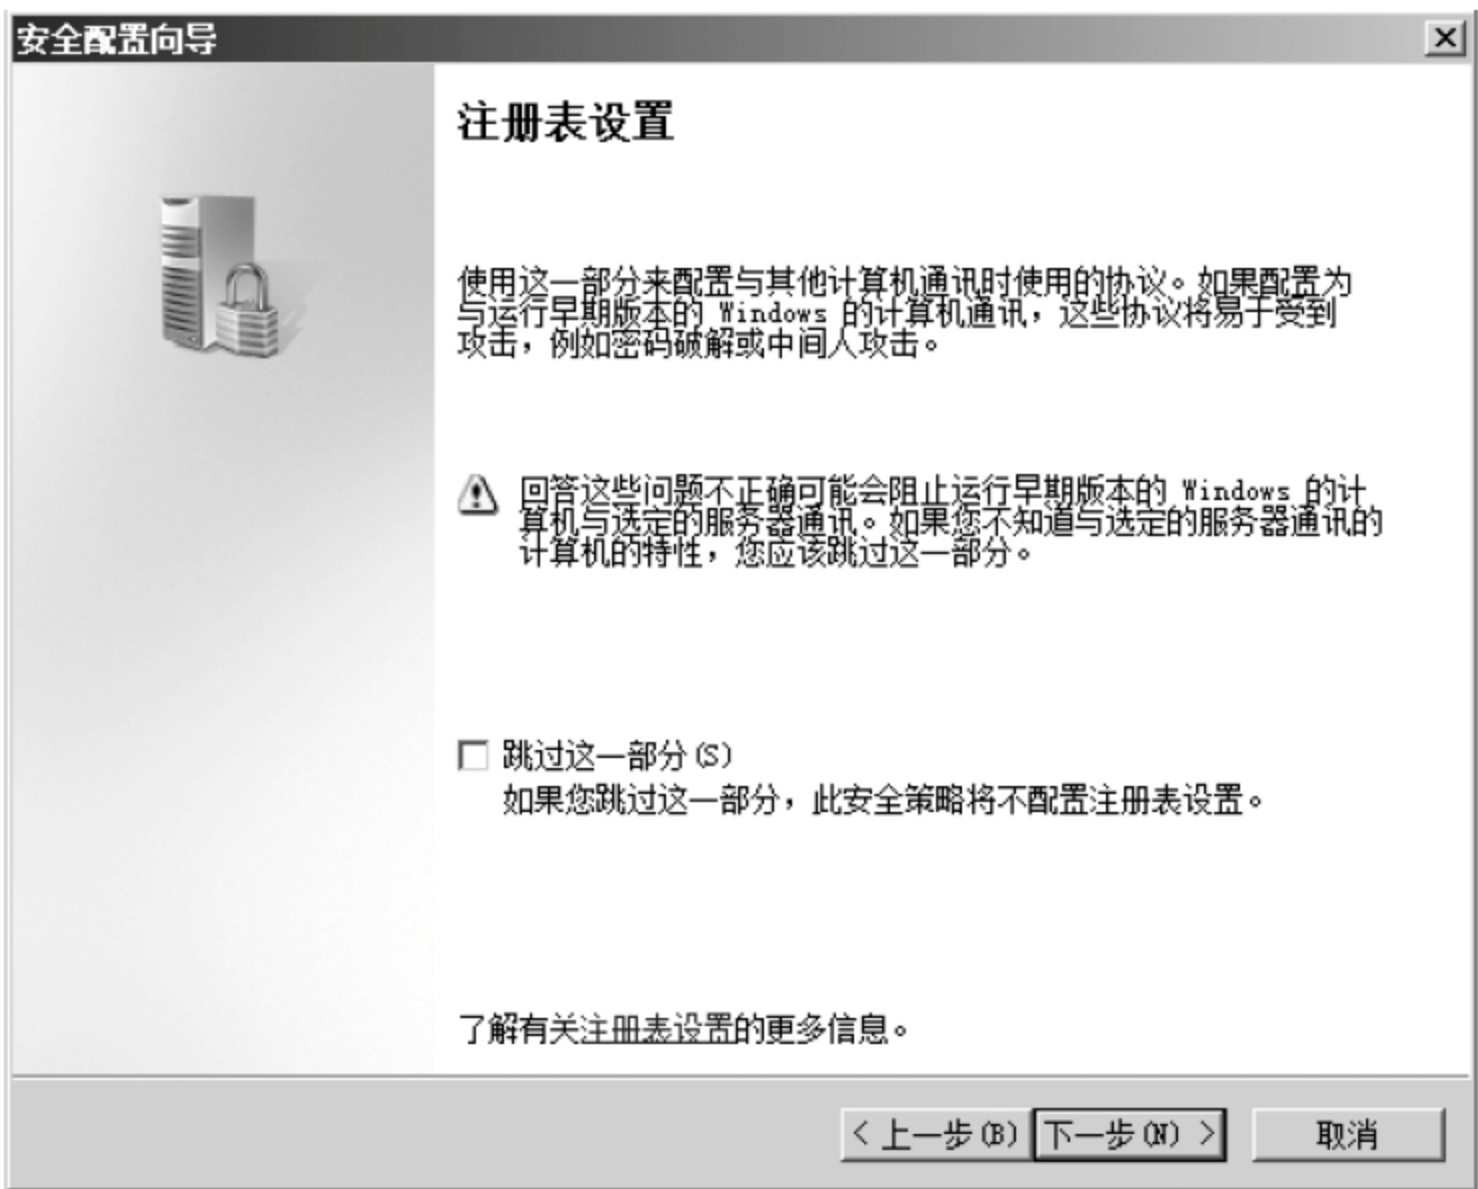 安全配置向导
注册表设置
使用这一部分来配置与其他计算机通讯时使用的协议。如果配置为
与运行早期版本的 Windows 的计算机通讯，这些协议将易于受到
攻击，例如密码破解或中间人攻击。
回答这些问题不正确可能会阻止运行早期版本的 Windows 的计
算机与选定的服务器通讯。如果您不知道与选定的服务器通讯的
计算机的特性，您应该跳过这一部分。
跳过这一部分(S)
如果您跳过这一部分，此安全策略将不配置注册表设置。
了解有关注册表设置的更多信息。
< 上一步(B) 下一步(N) > 取消